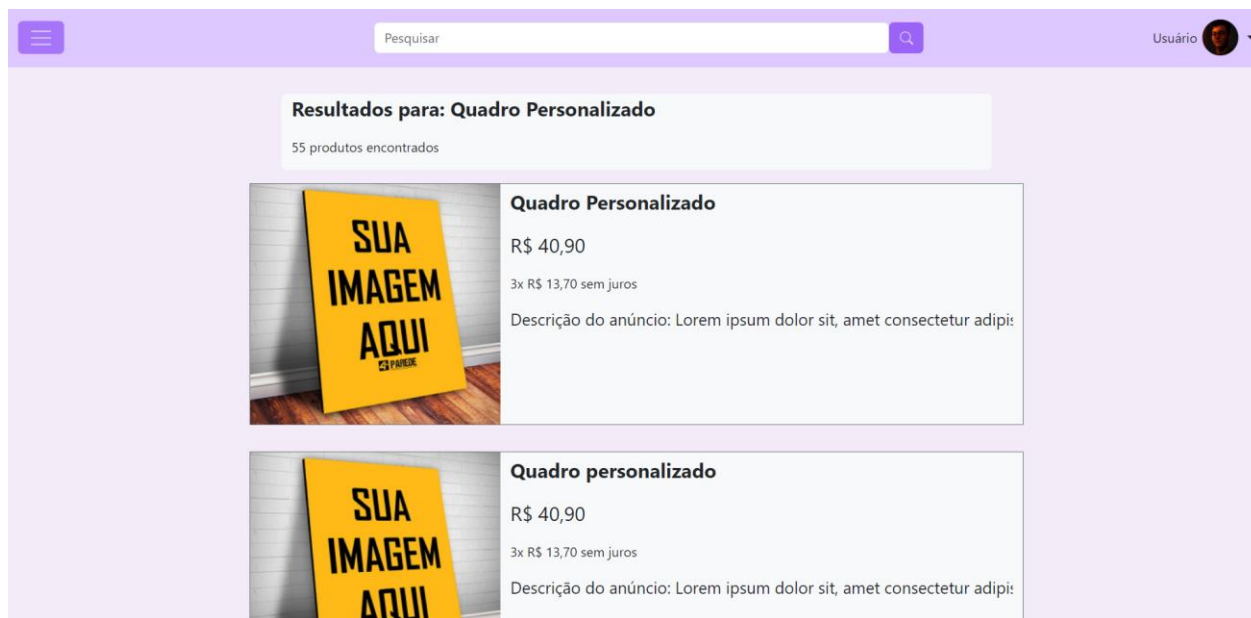 Pesquisar
Usuário
Resultados para: Quadro Personalizado
55 produtos encontrados
SUA
IMAGEM
AQUI
PAREDE
Quadro Personalizado
R$ 40,90
3x R$ 13,70 sem juros
Descrição do anúncio: Lorem ipsum dolor sit, amet consectetur adipis
SUA
IMAGEM
AQUI
Quadro personalizado
R$ 40,90
3x R$ 13,70 sem juros
Descrição do anúncio: Lorem ipsum dolor sit, amet consectetur adipis